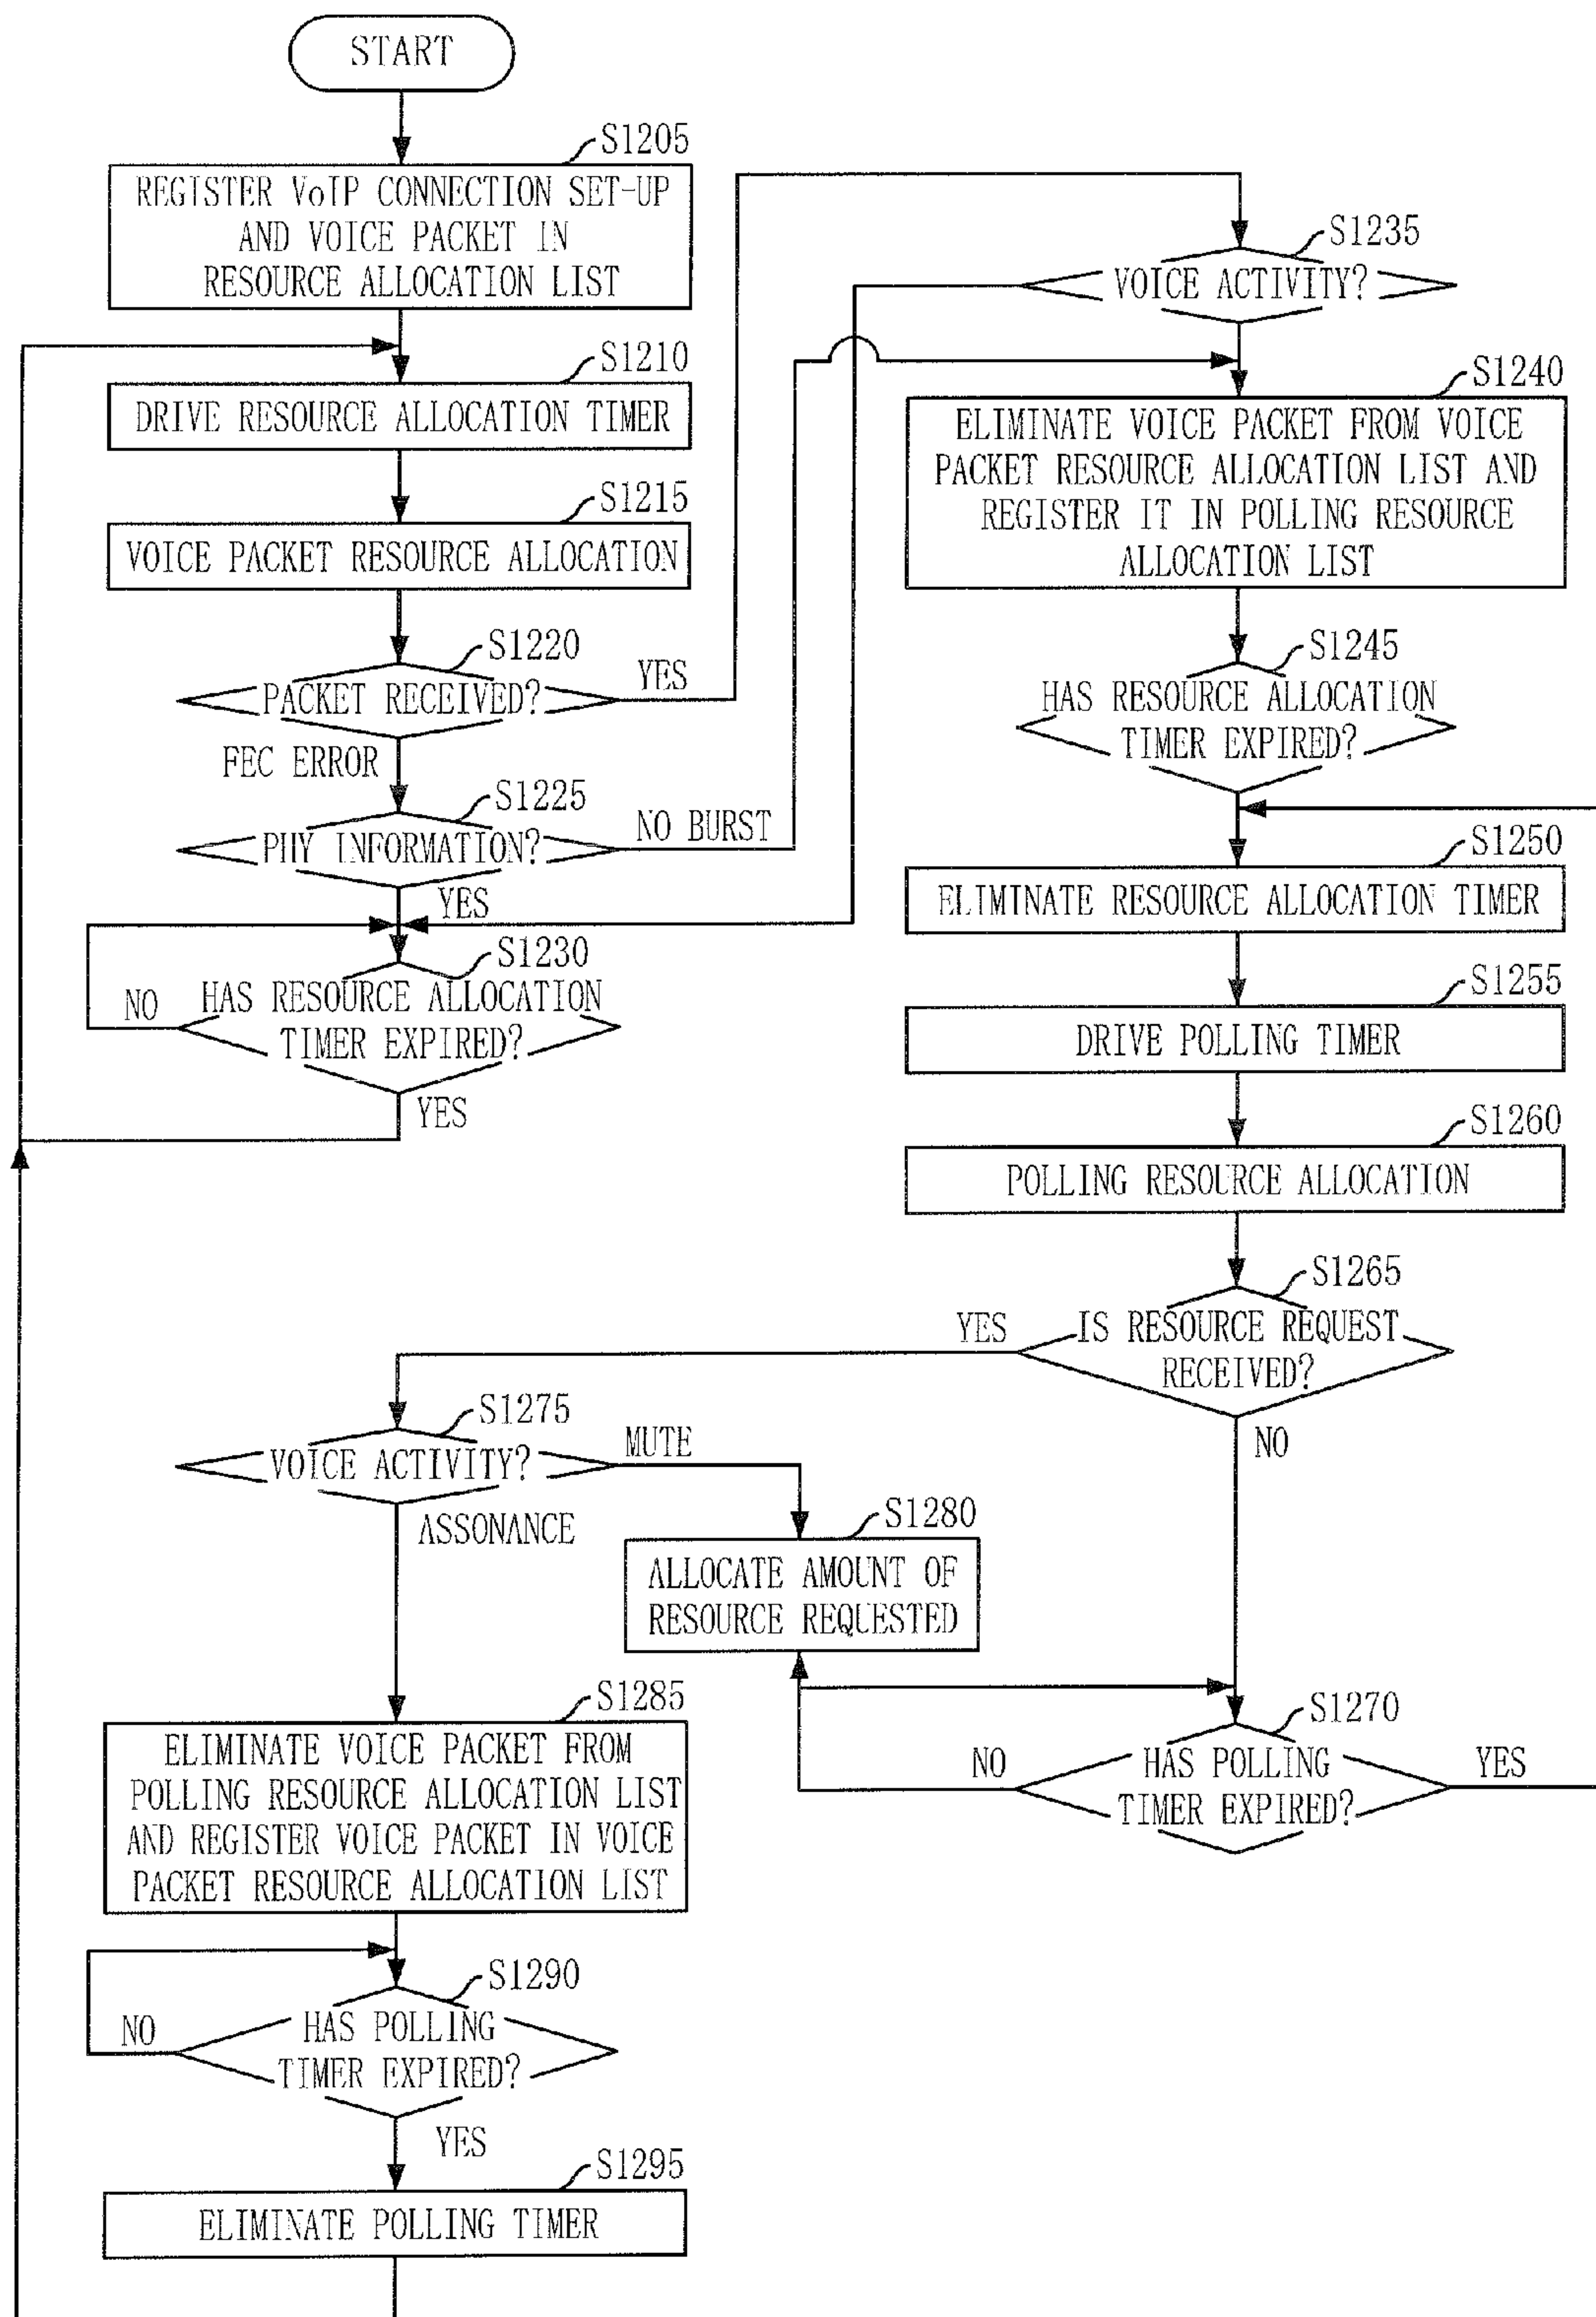 START
S1205
REGISTER VoIP CONNECTION SET-UP
AND VOICE PACKET IN
RESOURCE ALLOCATION LIST
S1210
DRIVE RESOURCE ALLOCATION TIMER
S1215
VOICE PACKET RESOURCE ALLOCATION
S1220
PACKET RECEIVED?
YES
FEC ERROR
S1225
PHY INFORMATION?
NO BURST
YES
S1230
HAS RESOURCE ALLOCATION
TIMER EXPIRED?
NO
YES
S1235
VOICE ACTIVITY?
S1240
ELIMINATE VOICE PACKET FROM VOICE
PACKET RESOURCE ALLOCATION LIST AND
REGISTER IT IN POLLING RESOURCE
ALLOCATION LIST
S1245
HAS RESOURCE ALLOCATION
TIMER EXPIRED?
S1250
ELIMINATE RESOURCE ALLOCATION TIMER
S1255
DRIVE POLLING TIMER
S1260
POLLING RESOURCE ALLOCATION
S1265
IS RESOURCE REQUEST
RECEIVED?
YES
NO
S1275
VOICE ACTIVITY?
MUTE
ASSONANCE
S1280
ALLOCATE AMOUNT OF
RESOURCE REQUESTED
S1270
HAS POLLING
TIMER EXPIRED?
NO
YES
S1285
ELIMINATE VOICE PACKET FROM
POLLING RESOURCE ALLOCATION LIST
AND REGISTER VOICE PACKET IN VOICE
PACKET RESOURCE ALLOCATION LIST
S1290
HAS POLLING
TIMER EXPIRED?
NO
YES
S1295
ELIMINATE POLLING TIMER